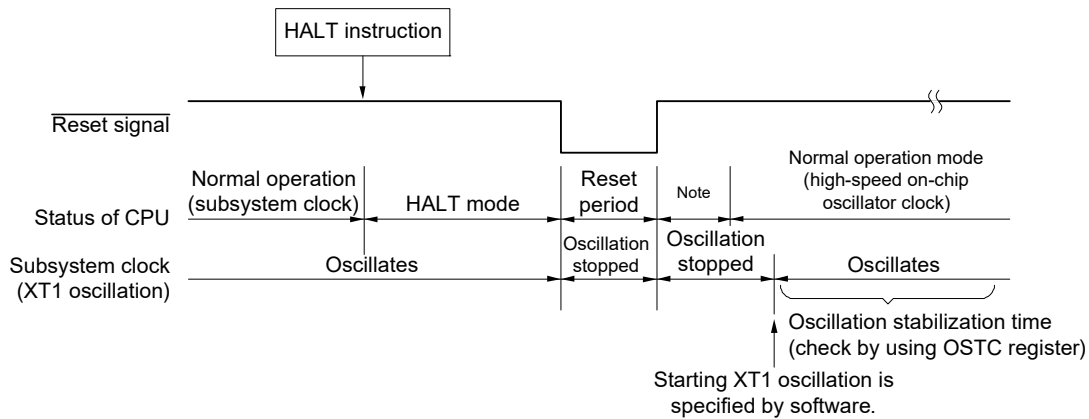 HALT instruction
Reset signal
Status of CPU
Normal operation
(subsystem clock)
HALT mode
Reset
period
Note
Normal operation mode
(high-speed on-chip
oscillator clock)
Subsystem clock
(XT1 oscillation)
Oscillates
Oscillation
stopped
Oscillation
stopped
Oscillates
Oscillation stabilization time
(check by using OSTC register)
Starting XT1 oscillation is
specified by software.